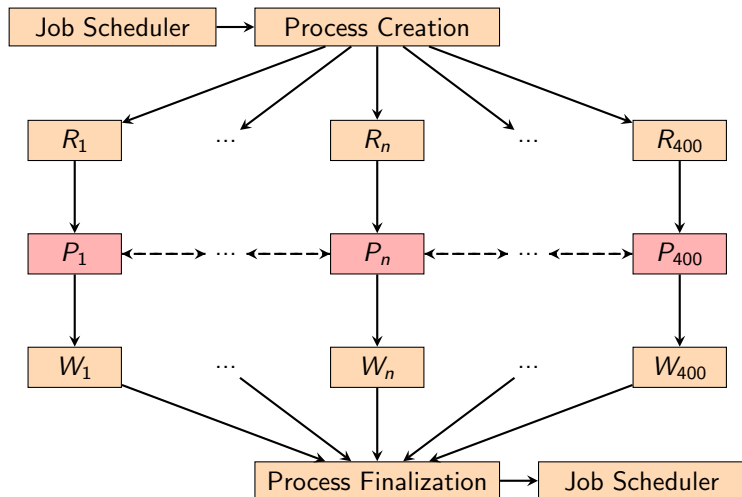 Job Scheduler Process Creation
R₁ ... Rₙ ... R₄₀₀
P₁ ... Pₙ ... P₄₀₀
W₁ ... Wₙ ... W₄₀₀
Process Finalization Job Scheduler